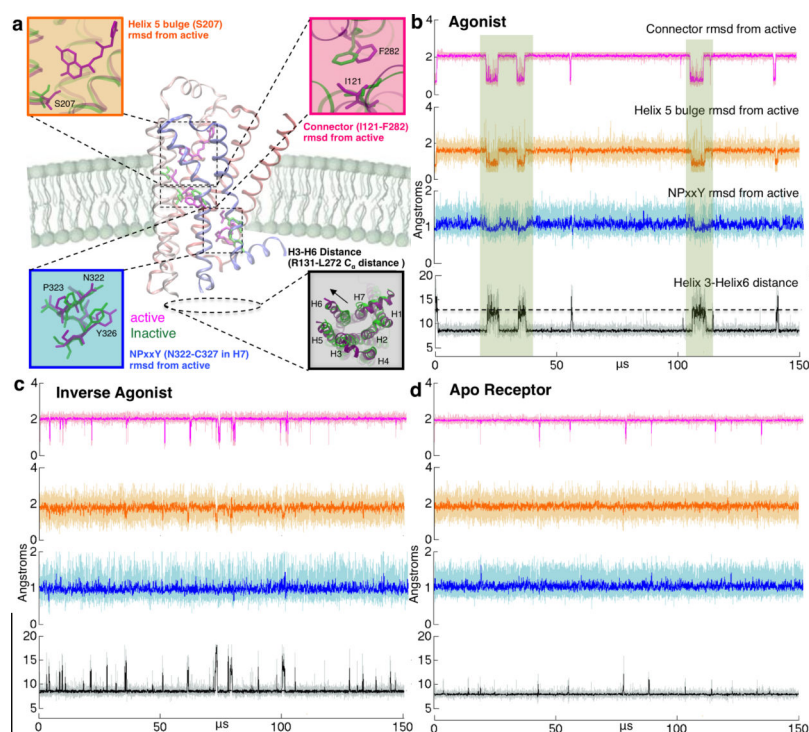 a
Helix 5 bulge (S207)
rmsd from active
S207
F282
I121
Connector (I121-F282)
rmsd from active
H3-H6 Distance
(R131-L272 Cα distance )
P323
N322
Y326
active
Inactive
NPxxY (N322-C327 in H7)
rmsd from active
H6
H7
H1
H5
H3
H2
H4
b
Agonist
Connector rmsd from active
Helix 5 bulge rmsd from active
NPxxY rmsd from active
Helix 3-Helix6 distance
Angstroms
4
2
0
4
2
0
2
1
0
20
15
10
5
0
50
µs
100
150
c
Inverse Agonist
Angstroms
4
2
0
4
2
0
2
1
0
20
15
10
5
0
50
µs
100
150
d
Apo Receptor
Angstroms
4
2
0
4
2
0
2
1
0
20
15
10
5
0
50
µs
100
150